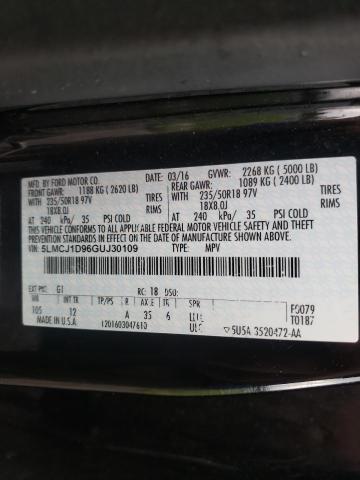 MFD. BY FORD MOTOR CO.
03/16 GVWR: 2268 KG ( 5000 LB)
FRONT GAWR: 1188 KG ( 2620 LB) REAR GAWR: 1089 KG ( 2400 LB)
WITH 235/50R18 97V TIRES WITH 235/50R18 97V TIRES
18X8.0J RIMS 18X8.0J RIMS
AT 240 kPa/ 35 PSI COLD AT 240 kPa/ 35 PSI COLD
THIS VEHICLE CONFORMS TO ALL APPLICABLE FEDERAL MOTOR VEHICLE SAFETY AND
THEFT PREVENTION STANDARDS IN EFFECT ON THE DATE OF MANUFACTURE SHOWN ABOVE.
VIN: 5LMCJ1D96GUJ30109 TYPE: MPV
EXT PNT: G1 RC: 18 DSO:
INT TR TP/PS R AXLE TR SPR
105 12 A 35 6 F0079
MADE IN U.S.A. 1201603047610 T0187
5U5A 3520472-AA